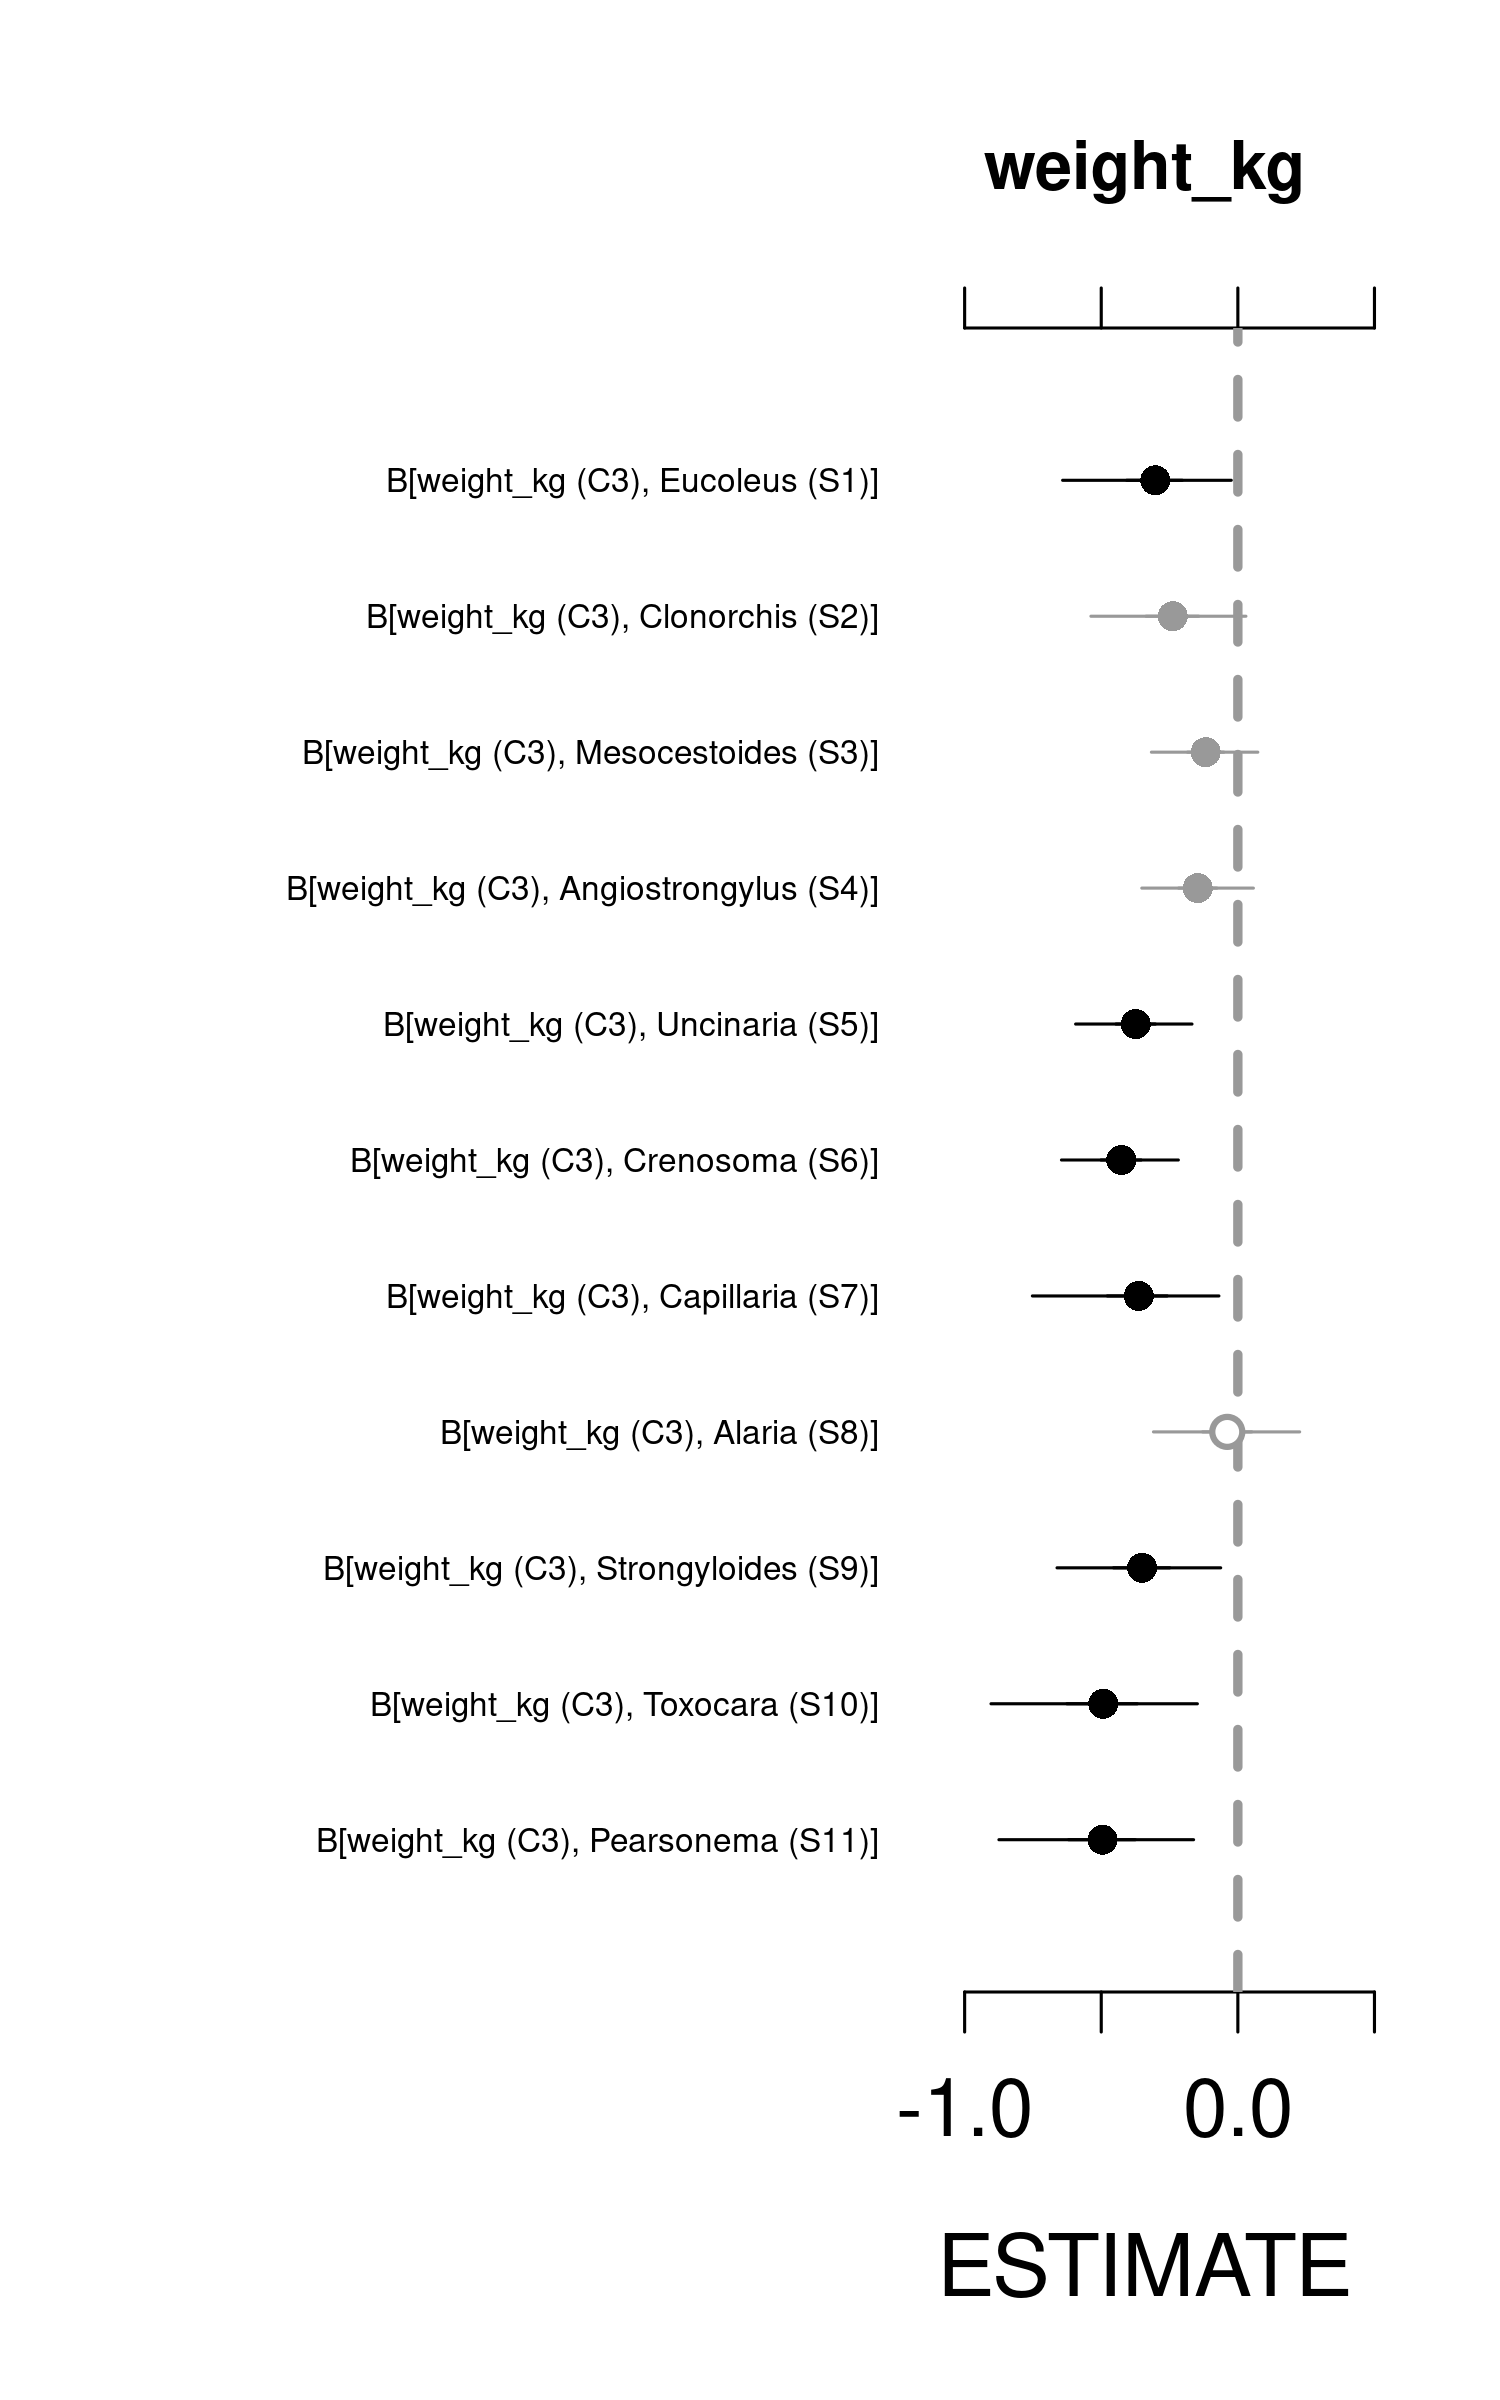 weight_kg
B[weight_kg (C3), Eucoleus (S1)]
B[weight_kg (C3), Clonorchis (S2)]
B[weight_kg (C3), Mesocestoides (S3)]
B[weight_kg (C3), Angiostrongylus (S4)]
B[weight_kg (C3), Uncinaria (S5)]
B[weight_kg (C3), Crenosoma (S6)]
B[weight_kg (C3), Capillaria (S7)]
B[weight_kg (C3), Alaria (S8)]
B[weight_kg (C3), Strongyloides (S9)]
B[weight_kg (C3), Toxocara (S10)]
B[weight_kg (C3), Pearsonema (S11)]
-1.0 0.0
ESTIMATE